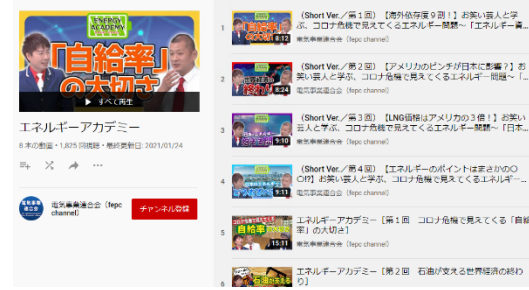 ENERGY ACADEMY
「自給率」
の大切さ
すべて再生
エネルギーアカデミー
8 本の動画・1,825 回視聴・最終更新日: 2021/01/24
電気事業連合会（fepc
channel）
チャンネル登録
1
8:12
(Short Ver.／第１回）【海外依存度９割！】お笑い芸人と学
ぶ、コロナ危機で見えてくるエネルギー問題～「エネルギー資...
電気事業連合会（fepc channel）
2
8:24
(Short Ver.／第２回）【アメリカのピンチが日本に影響？】お
笑い芸人と学ぶ、コロナ危機で見えてくるエネルギー問題～「...
電気事業連合会（fepc channel）
3
9:10
(Short Ver.／第３回）【LNG価格はアメリカの３倍！】お笑い
芸人と学ぶ、コロナ危機で見えてくるエネルギー問題～「日本...
電気事業連合会（fepc channel）
4
9:11
(Short Ver.／第４回）【エネルギーのポイントはまさかの〇
〇!?】お笑い芸人と学ぶ、コロナ危機で見えてくるエネルギー...
電気事業連合会（fepc channel）
5
自給率
15:11
エネルギーアカデミー［第１回　コロナ危機で見えてくる「自給
率」の大切さ］
電気事業連合会（fepc channel）
6
エネルギーアカデミー［第２回　石油が支える世界経済の終わ
り］